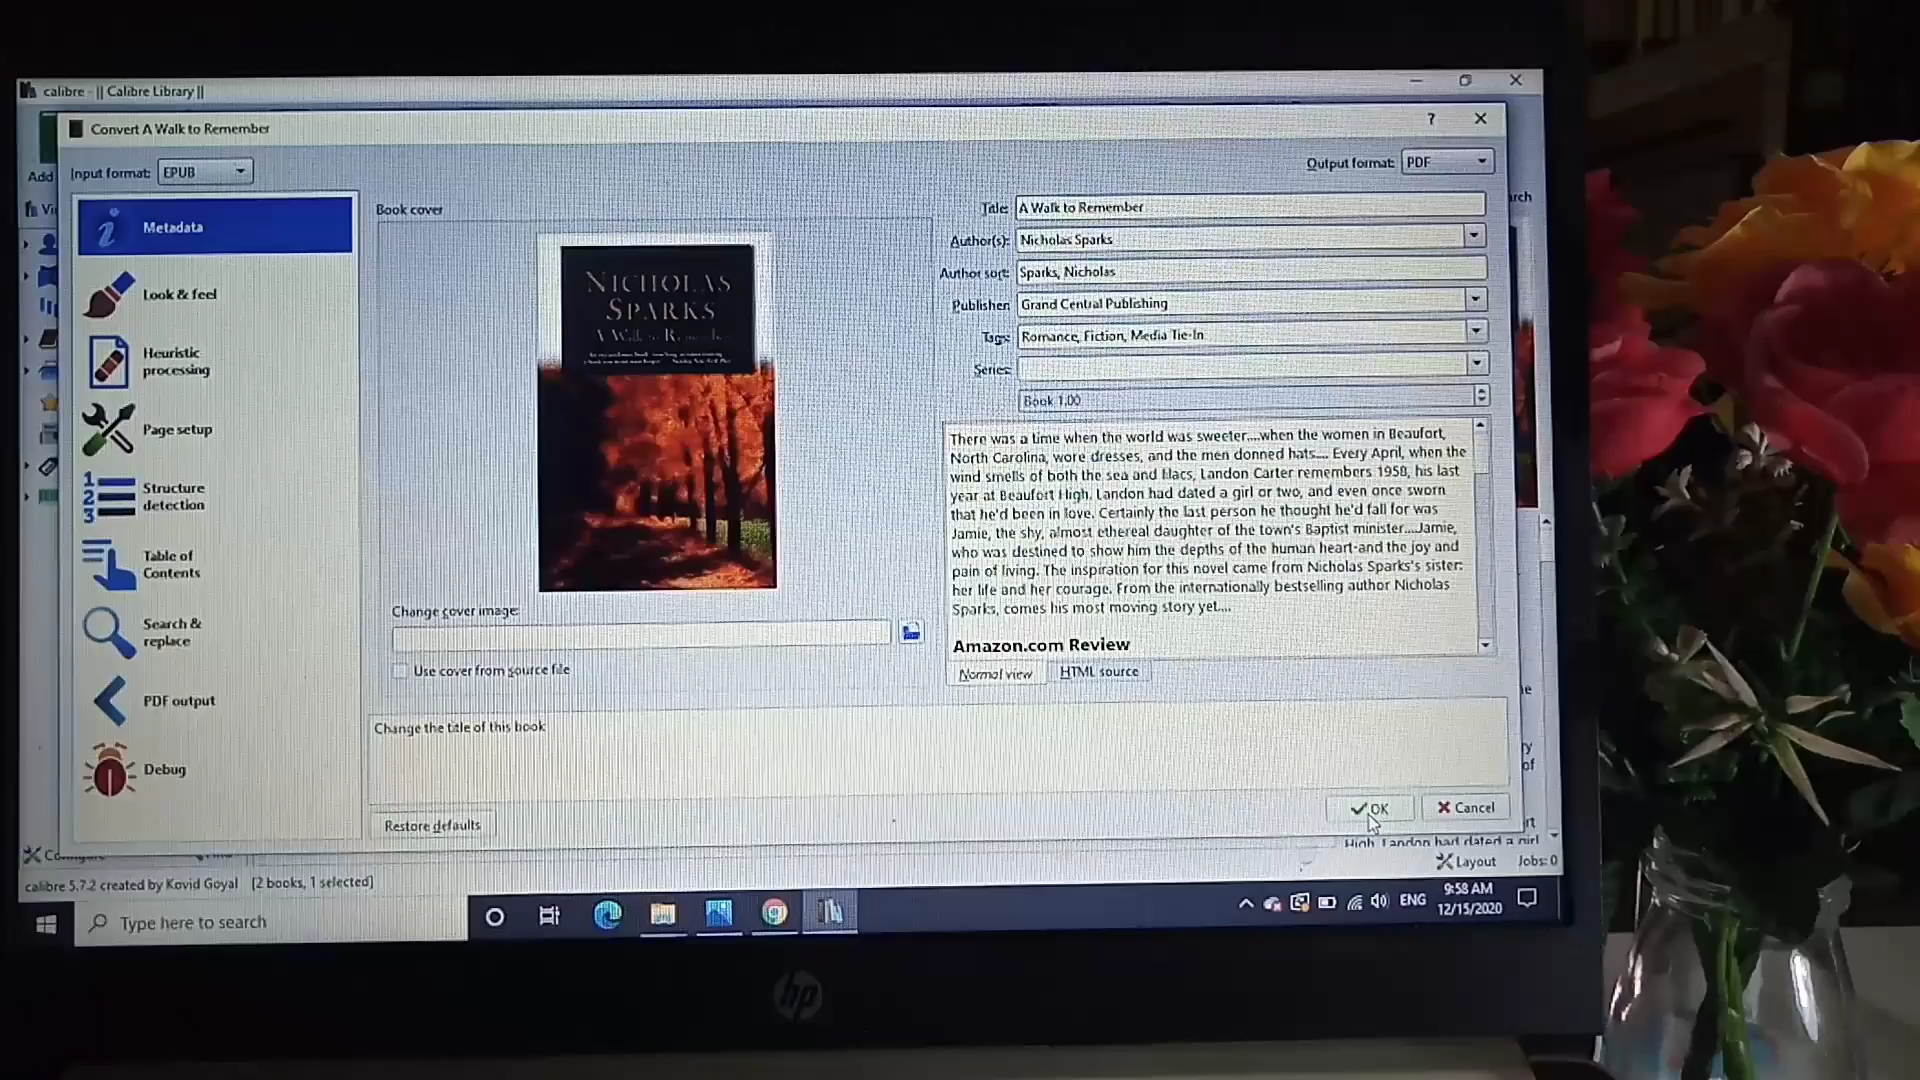 calibre - || Calibre Library ||
Convert A Walk to Remember
Input format: EPUB
Output format: PDF
Add
Metadata
Look & feel
Heuristic
processing
Page setup
Structure
detection
Table of
Contents
Search &
replace
PDF output
Debug
Book cover
NICHOLAS
SPARKS
Change cover image:
Use cover from source file
Title: A Walk to Remember
Author(s): Nicholas Sparks
Author sort: Sparks, Nicholas
Publisher: Grand Central Publishing
Tags: Romance, Fiction, Media Tie-In
Series:
Book 1.00
There was a time when the world was sweeter....when the women in Beaufort,
North Carolina, wore dresses, and the men donned hats.... Every April, when the
wind smells of both the sea and lilacs, Landon Carter remembers 1958, his last
year at Beaufort High. Landon had dated a girl or two, and even once sworn
that he'd been in love. Certainly the last person he thought he'd fall for was
Jamie, the shy, almost ethereal daughter of the town's Baptist minister....Jamie,
who was destined to show him the depths of the human heart-and the joy and
pain of living. The inspiration for this novel came from Nicholas Sparks's sister:
her life and her courage. From the internationally bestselling author Nicholas
Sparks, comes his most moving story yet....
Amazon.com Review
Normal view HTML source
Change the title of this book
Restore defaults
OK Cancel
High. Landon had dated a girl
Layout Jobs: 0
calibre 5.7.2 created by Kovid Goyal [2 books, 1 selected]
Type here to search
ENG
9:58 AM
12/15/2020
hp